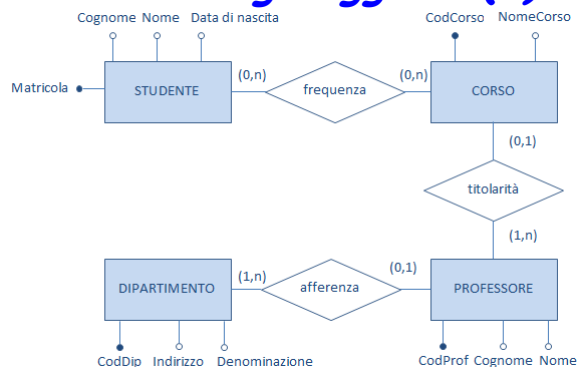 Cognome Nome Data di nascita
CodCorso NomeCorso
Matricola
STUDENTE
(0,n)
frequenza
(0,n)
CORSO
(0,1)
titolarità
(1,n)
DIPARTIMENTO
(1,n)
afferenza
(0,1)
PROFESSORE
CodDip Indirizzo Denominazione
CodProf Cognome Nome